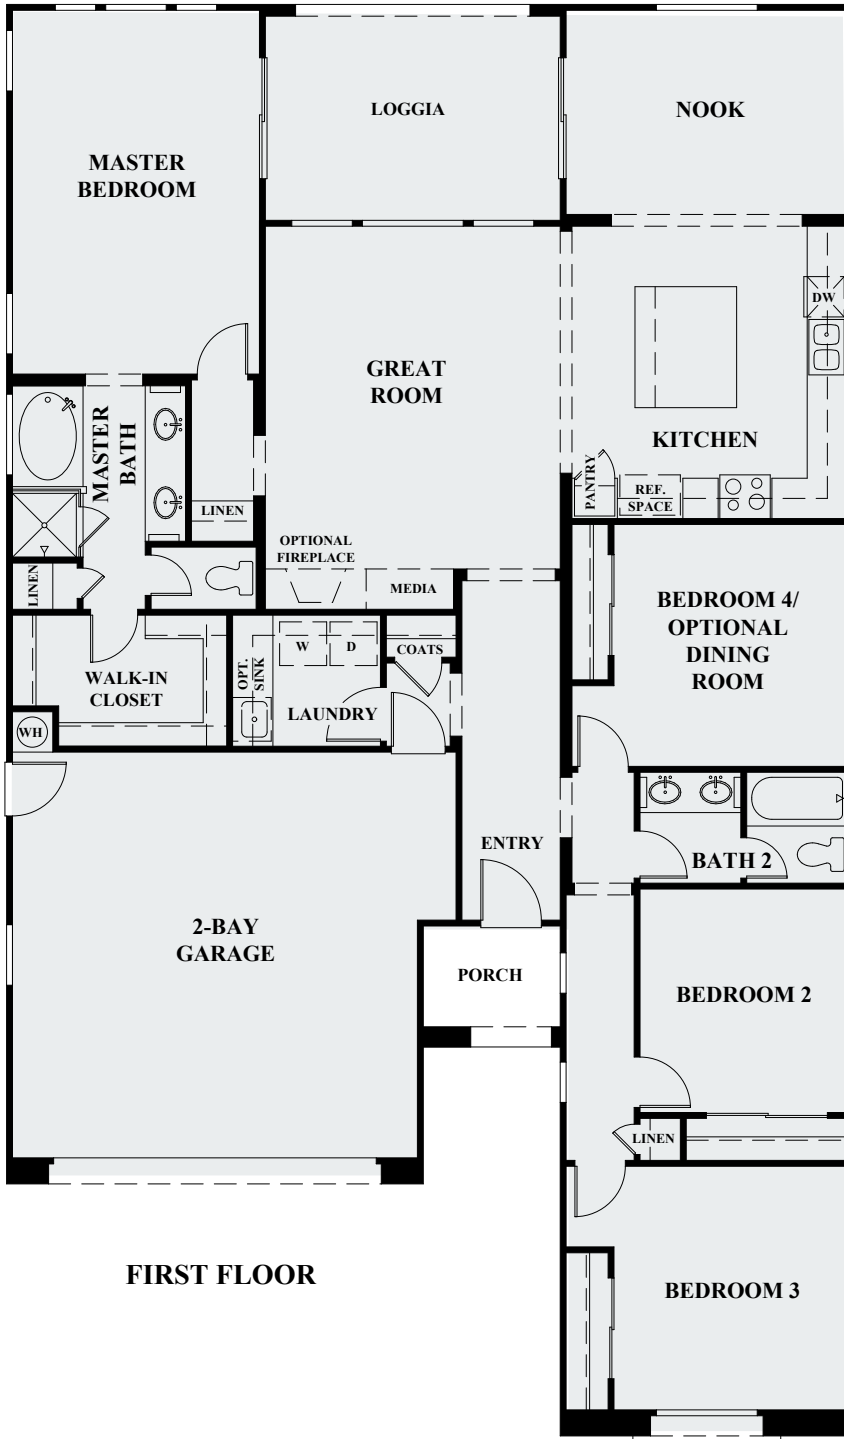 LOGGIA
NOOK
MASTER
BEDROOM
DW
GREAT
ROOM
MASTER
BATH
KITCHEN
PANTRY
REF.
SPACE
LINEN
OPTIONAL
FIREPLACE
MEDIA
LINEN
BEDROOM 4/
OPTIONAL
DINING
ROOM
W
D
COATS
OPT.
SINK
WALK-IN
CLOSET
LAUNDRY
WH
ENTRY
BATH 2
2-BAY
GARAGE
PORCH
BEDROOM 2
LINEN
FIRST FLOOR
BEDROOM 3